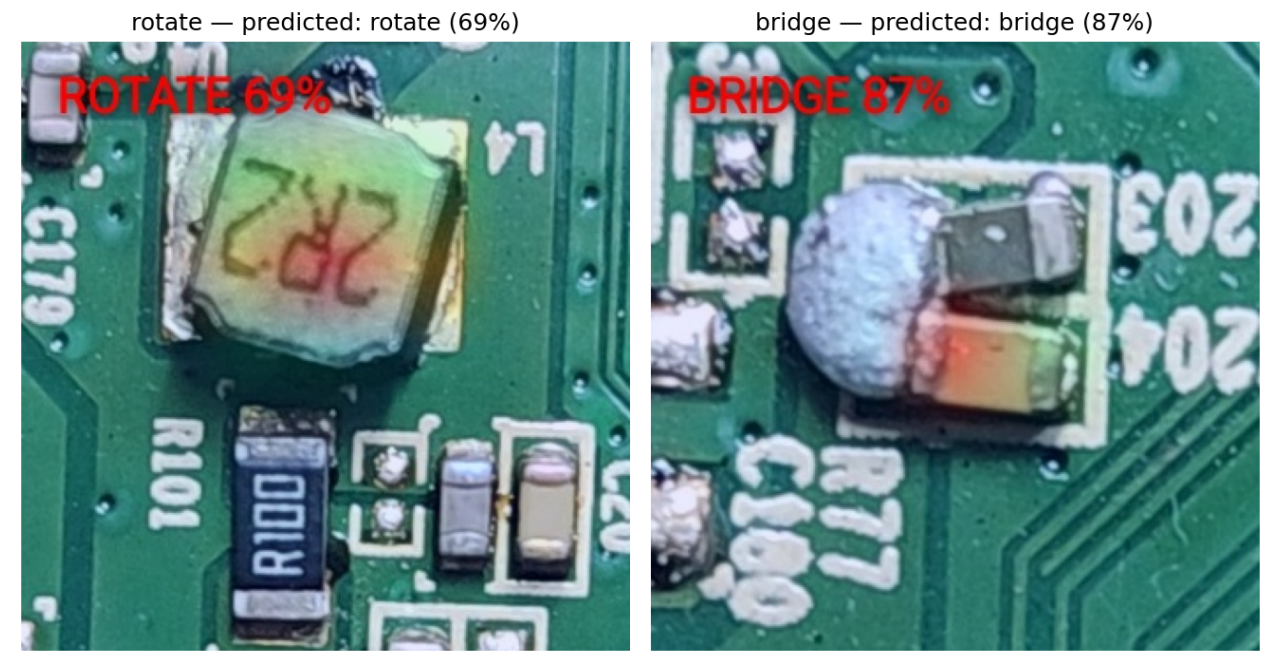 rotate — predicted: rotate (69%)
ROTATE 69%
L4
2R2
C179
R101
R100
bridge — predicted: bridge (87%)
BRIDGE 87%
203
204
R77
C180